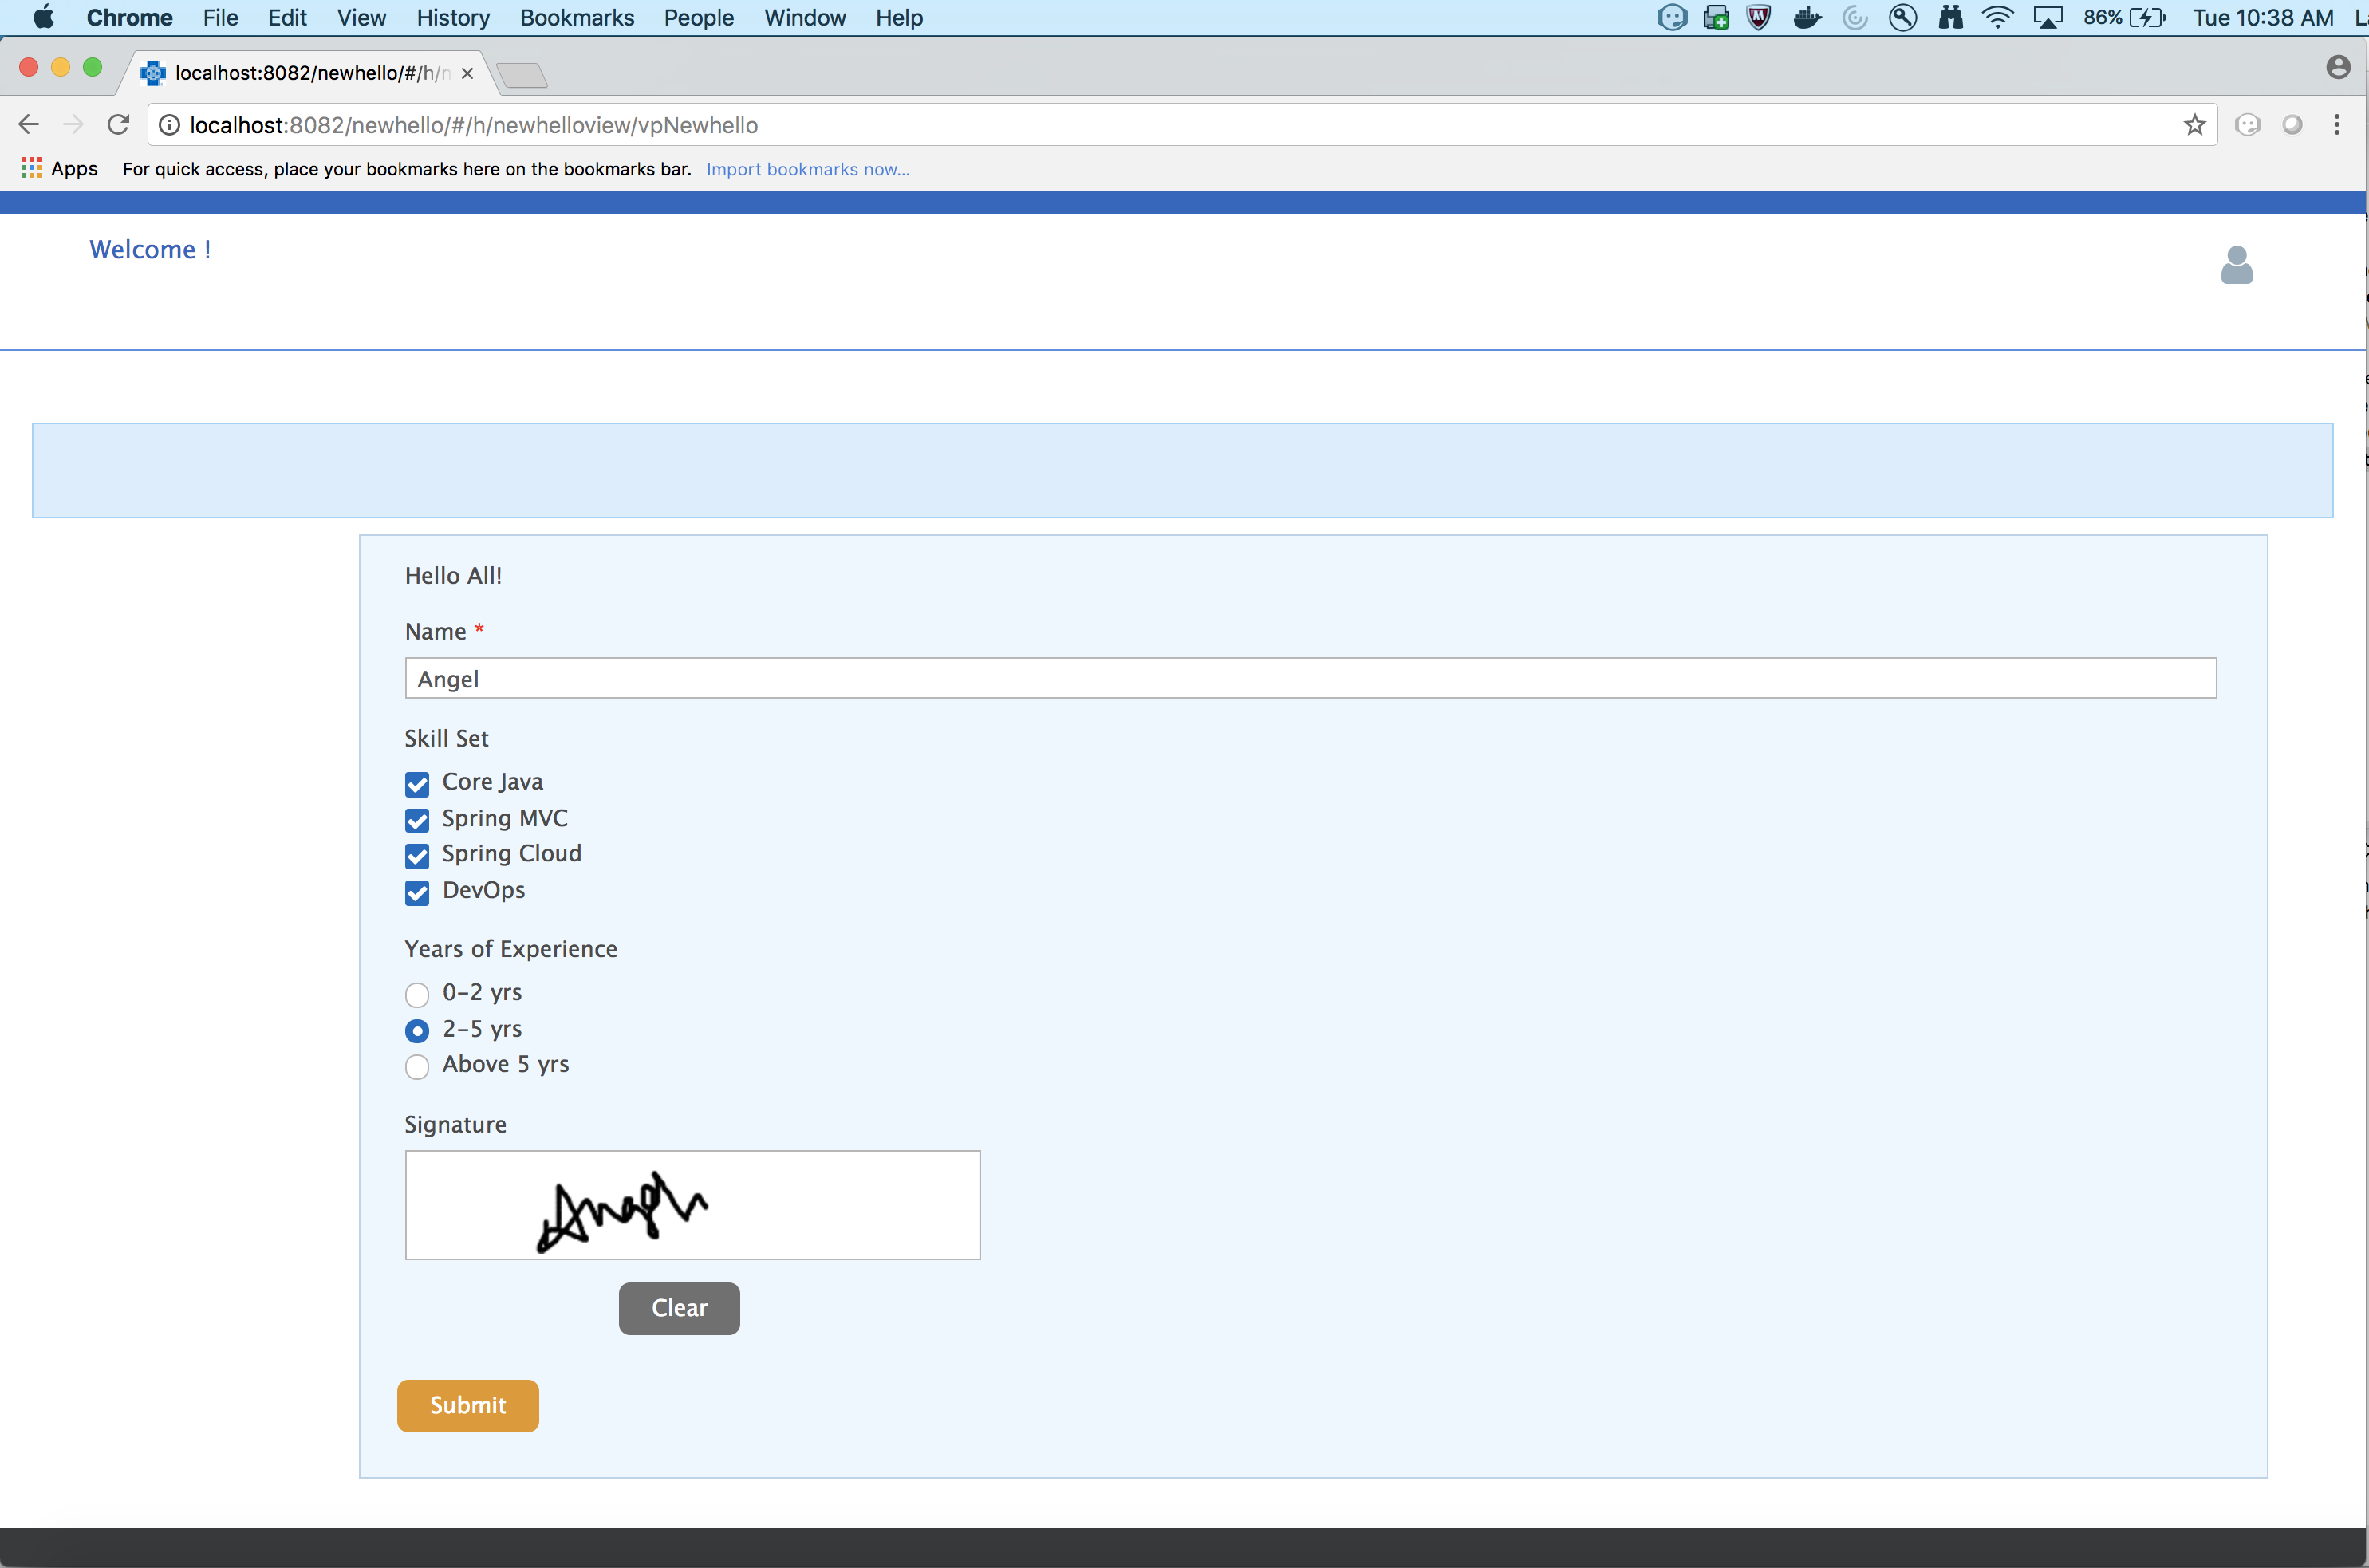 Chrome File Edit View History Bookmarks People Window Help 86% Tue 10:38 AM
localhost:8082/newhello/#/h/n
localhost:8082/newhello/#/h/newhelloview/vpNewhello
Apps For quick access, place your bookmarks here on the bookmarks bar. Import bookmarks now...
Welcome !
Hello All!
Name *
Angel
Skill Set
Core Java
Spring MVC
Spring Cloud
DevOps
Years of Experience
0-2 yrs
2-5 yrs
Above 5 yrs
Signature
Clear
Submit